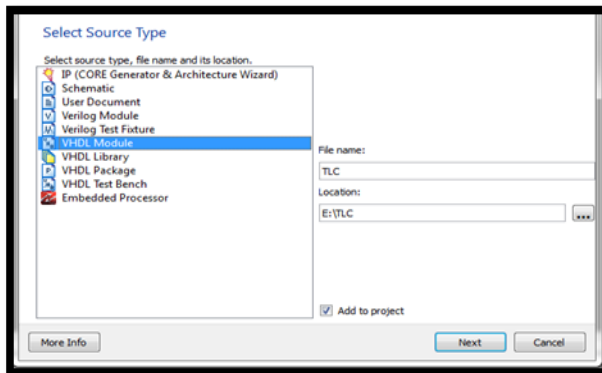 Select Source Type
Select source type, file name and its location.
IP (CORE Generator & Architecture Wizard)
Schematic
User Document
Verilog Module
Verilog Test Fixture
VHDL Module
VHDL Library
VHDL Package
VHDL Test Bench
Embedded Processor
File name:
TLC
Location:
E:\TLC
...
Add to project
More Info
Next
Cancel